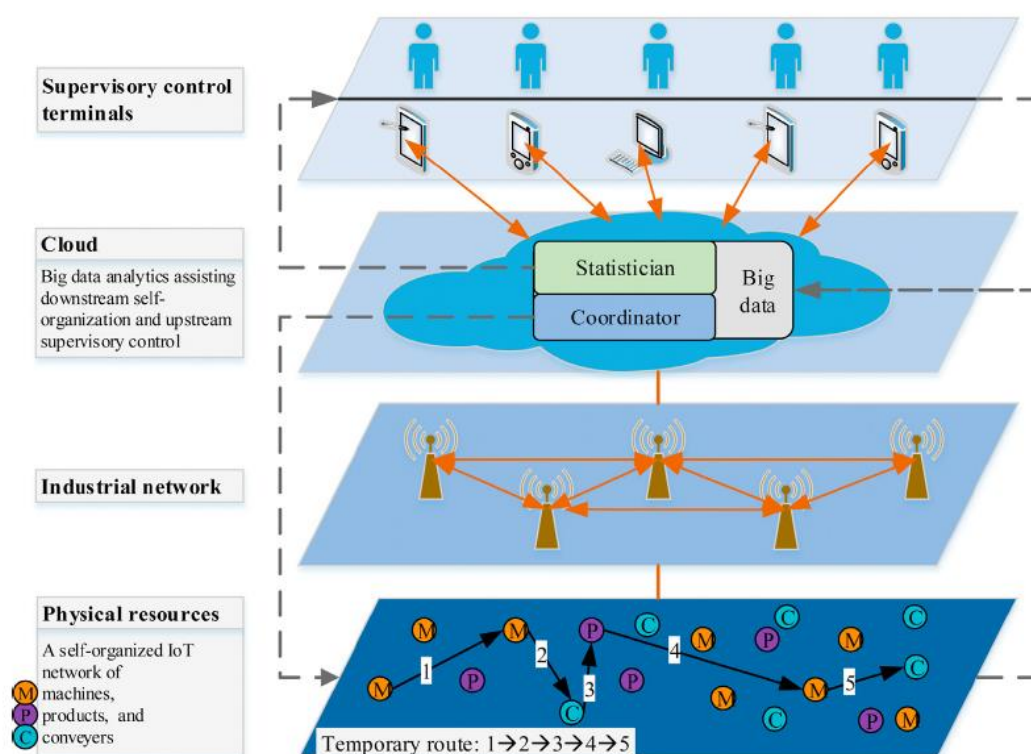 Supervisory control
terminals
Cloud
Big data analytics assisting
downstream self-
organization and upstream
supervisory control
Statistician
Coordinator
Big
data
Industrial network
Physical resources
A self-organized IoT
network of
M machines,
P products, and
C conveyers
M
M
P
C
C
C
M
P
M
1
2
3
4
5
M
P
P
M
C
C
M
C
P
M
Temporary route: 1→2→3→4→5